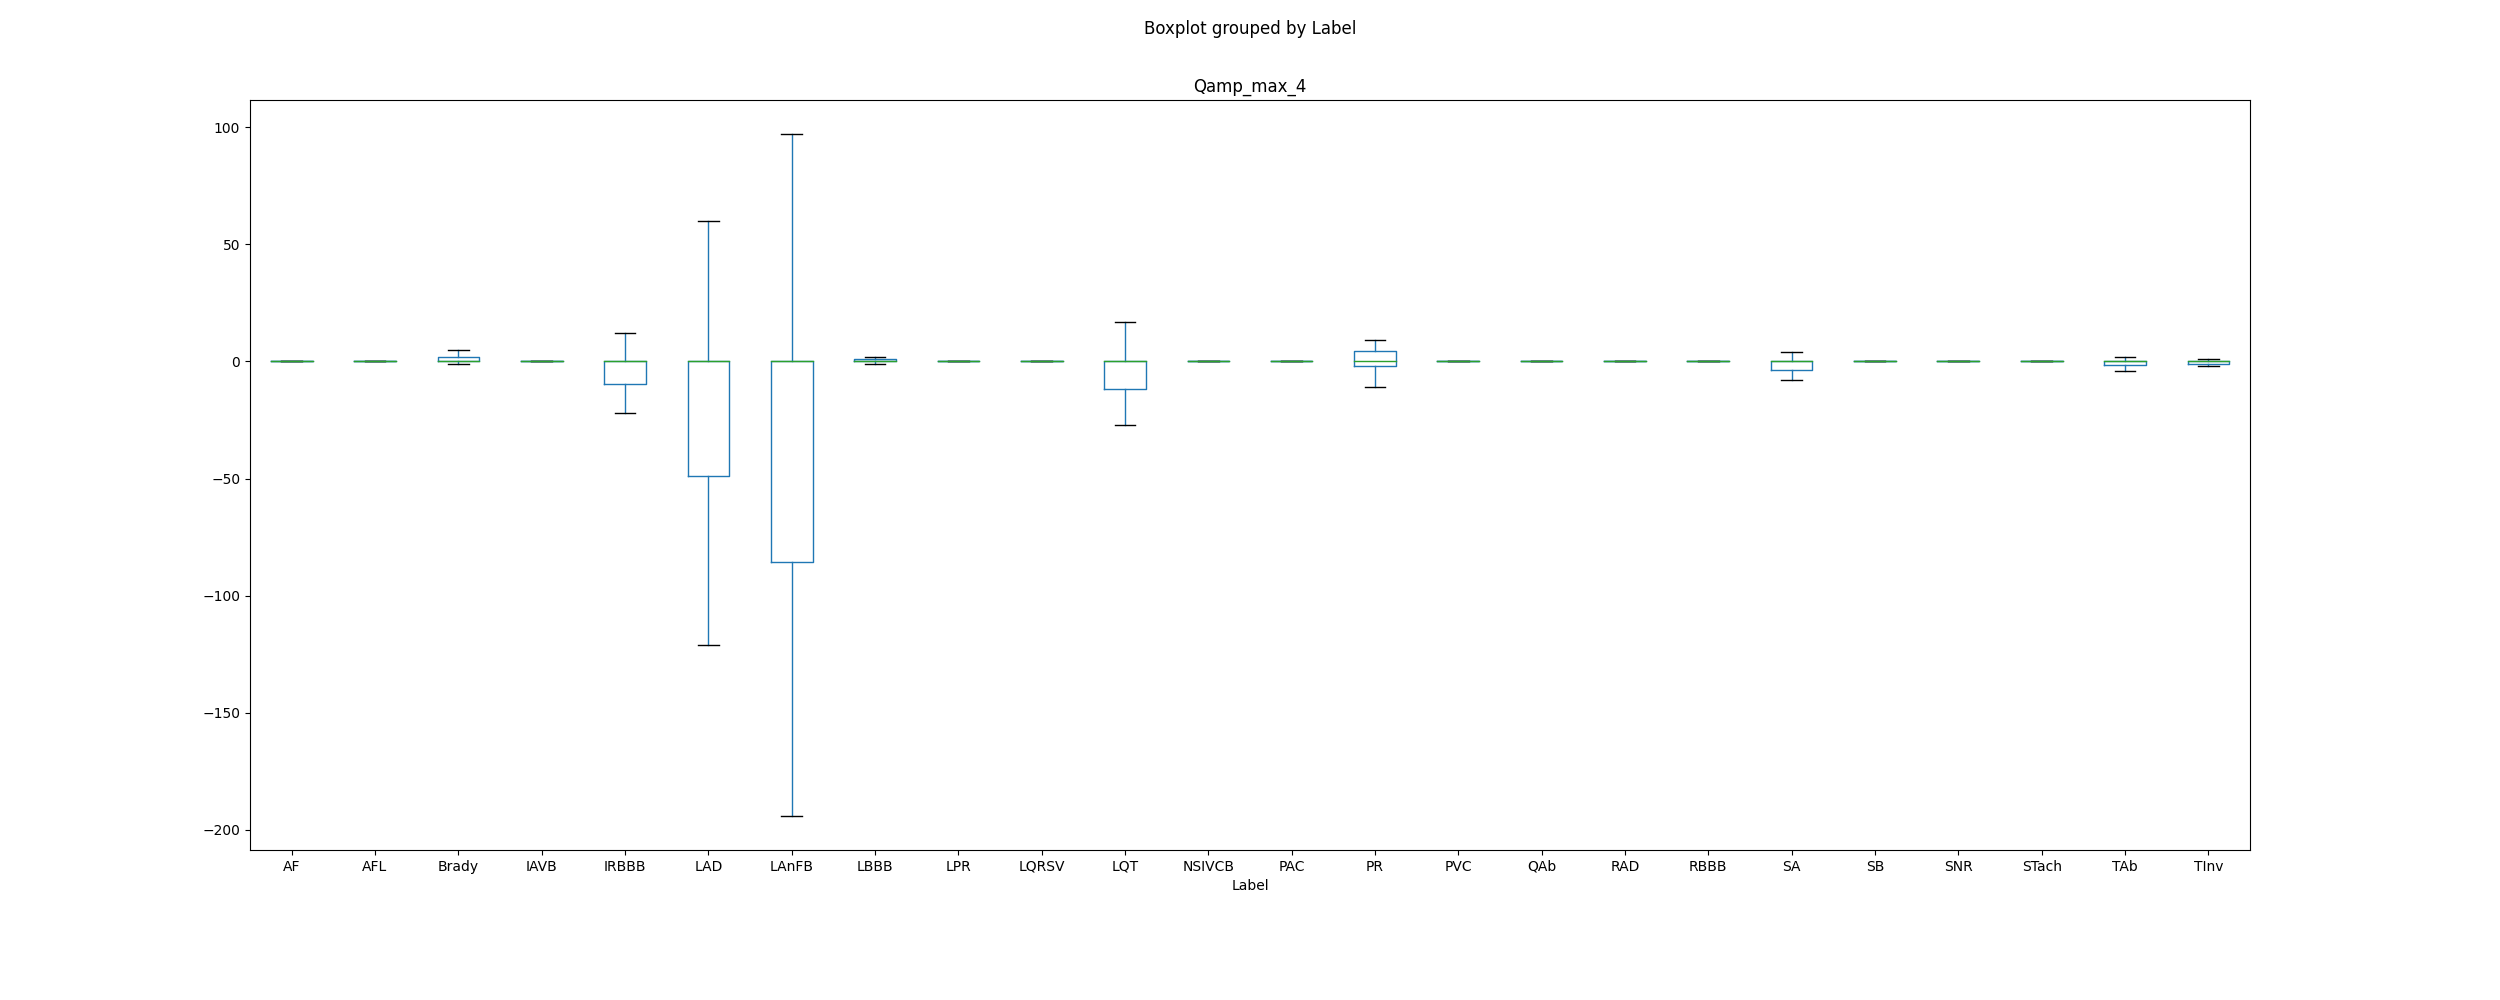 Boxplot grouped by Label
Qamp_max_4
100
50
0
−50
−100
−150
−200
AF AFL Brady IAVB IRBBB LAD LAnFB LBBB LPR LQRSV LQT NSIVCB PAC PR PVC QAb RAD RBBB SA SB SNR STach TAb TInv
Label